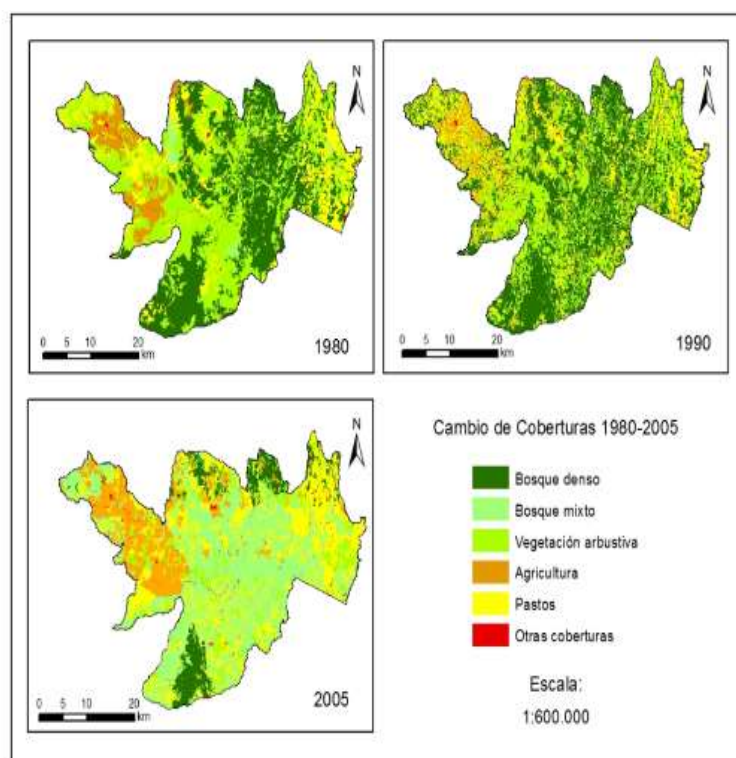 N
0 5 10 20
km
1980
N
0 5 10 20
km
1990
N
0 5 10 20
km
2005
Cambio de Coberturas 1980-2005
Bosque denso
Bosque mixto
Vegetación arbustiva
Agricultura
Pastos
Otras coberturas
Escala:
1:600.000